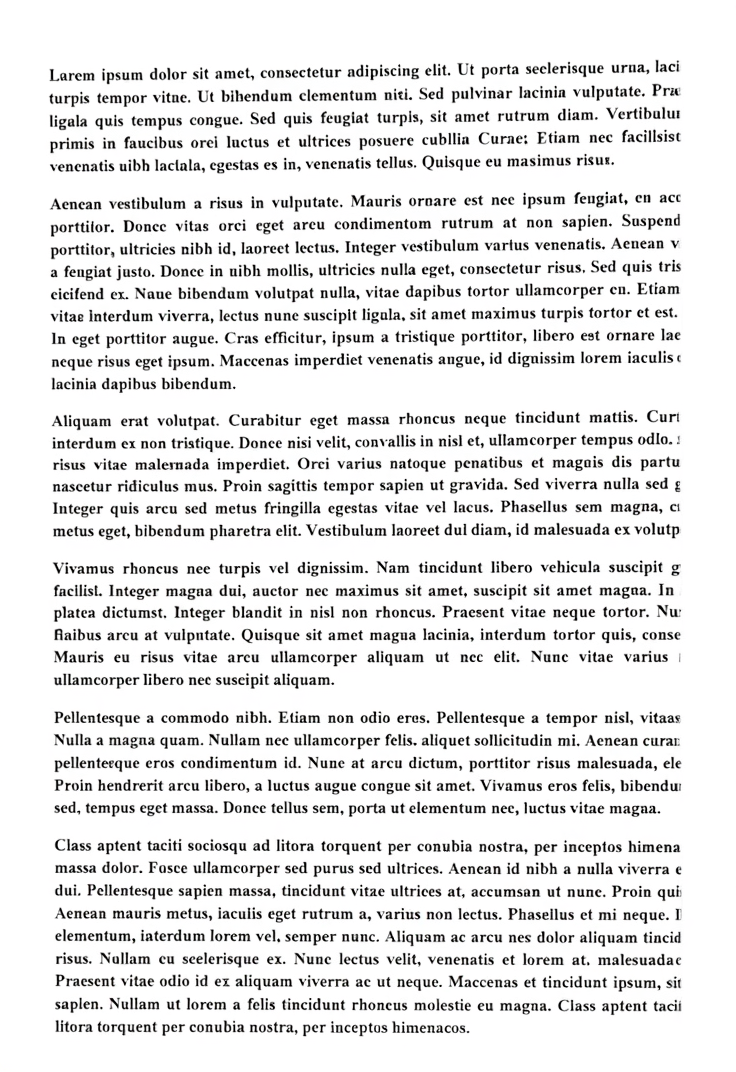 Larem ipsum dolor sit amet, consectetur adipiscing elit. Ut porta scelerisque urna, laci
turpis tempor vitae. Ut bihendum clementum niti. Sed pulvinar lacinia vulputate.
ligala quis tempus congue. Sed quis feugiat turpis, sit amet rutrum diam.
primis in faucibus orci luctus et ultrices posuere cubllia Curae; Etiam nec facillsist
venenatis uibh laclala, egestas es in, venenatis tellus. Quisque eu masimus risus.
Aenean vestibulum a risus in vulputate. Mauris ornare est nec ipsum feugiat, en acc
porttitor. Donec vitas orci eget arcu condimentom rutrum at non sapien. Suspend
porttitor, ultricies nibh id, laoreet lectus. Integer vestibulum varius venenatis. Aenean v
a feugiat justo. Donec in nibh mollis, ultricies nulla eget, consectetur risus. Sed quis tris
cicifend ex. Naue bibendum volutpat nulla, vitae dapibus tortor ullamcorper cu. Etiam
vitae interdum viverra, lectus nunc suscipit ligula, sit amet maximus turpis tortor et est.
In eget porttitor augue. Cras efficitur, ipsum a tristique porttitor, libero est ornare lae
neque risus eget ipsum. Maccenas imperdiet venenatis angue, id dignissim lorem iaculis
lacinia dapibus bibendum.
Aliquam erat volutpat. Curabitur eget massa rhoncus neque tincidunt mattis.
interdum ex non tristique. Donce nisi velit, convallis in nisl et, ullamcorper tempus odlo.
risus vitae malernada imperdiet. Orci varius natoque penatibus et magnis dis partu
nascetur ridiculus mus. Proin sagittis tempor sapien ut gravida. Sed viverra nulla sed
Integer quis arcu sed metus fringilla egestas vitae vel lacus. Phasellus sem magna,
metus eget, bibendum pharetra elit. Vestibulum laoreet dul diam, id malesuada ex volutp
Vivamus rhoncus nee turpis vel dignissim. Nam tincidunt libero vehicula suscipit
facilisl. Integer magna dui, auctor nec maximus sit amet, suscipit sit amet magna. In
platea dictumst. Integer blandit in nisl non rhoncus. Praesent vitae neque tortor.
flaibus arcu at vulputate. Quisque sit amet magua lacinia, interdum tortor quis, conse
Mauris eu risus vitae arcu ullamcorper aliquam ut nec elit. Nunc vitae varius
ullamcorper libero nec suscipit aliquam.
Pellentesque a commodo nibh. Etiam non odio eros. Pellentesque a tempor nisl,
Nulla a magna quam. Nullam nec ullamcorper felis. aliquet sollicitudin mi. Aenean
pellenteeque eros condimentum id. Nunc at arcu dictum, porttitor risus malesuada, ele
Proin hendrerit arcu libero, a luctus augue congue sit amet. Vivamus eros felis,
sed, tempus eget massa. Donec tellus sem, porta ut elementum nec, luctus vitae magna.
Class aptent taciti sociosqu ad litora torquent per conubia nostra, per inceptos himena
massa dolor. Fosce ullamcorper sed purus sed ultrices. Aenean id nibh a nulla viverra e
dui. Pellentesque sapien massa, tincidunt vitae ultrices at, accumsan ut nunc. Proin
Aenean mauris metus, iaculis eget rutrum a, varius non lectus. Phasellus et mi neque.
elementum, iaterdum lorem vel, semper nunc. Aliquam ac arcu nes dolor aliquam tincid
risus. Nullam cu scelerisque ex. Nunc lectus velit, venenatis et lorem at. malesuadac
Praesent vitae odio id ex aliquam viverra ac ut neque. Maccenas et tincidunt ipsum, sit
saplen. Nullam ut lorem a felis tincidunt rhoncus molestie eu magna. Class aptent
litora torquent per conubia nostra, per inceptos himenacos.